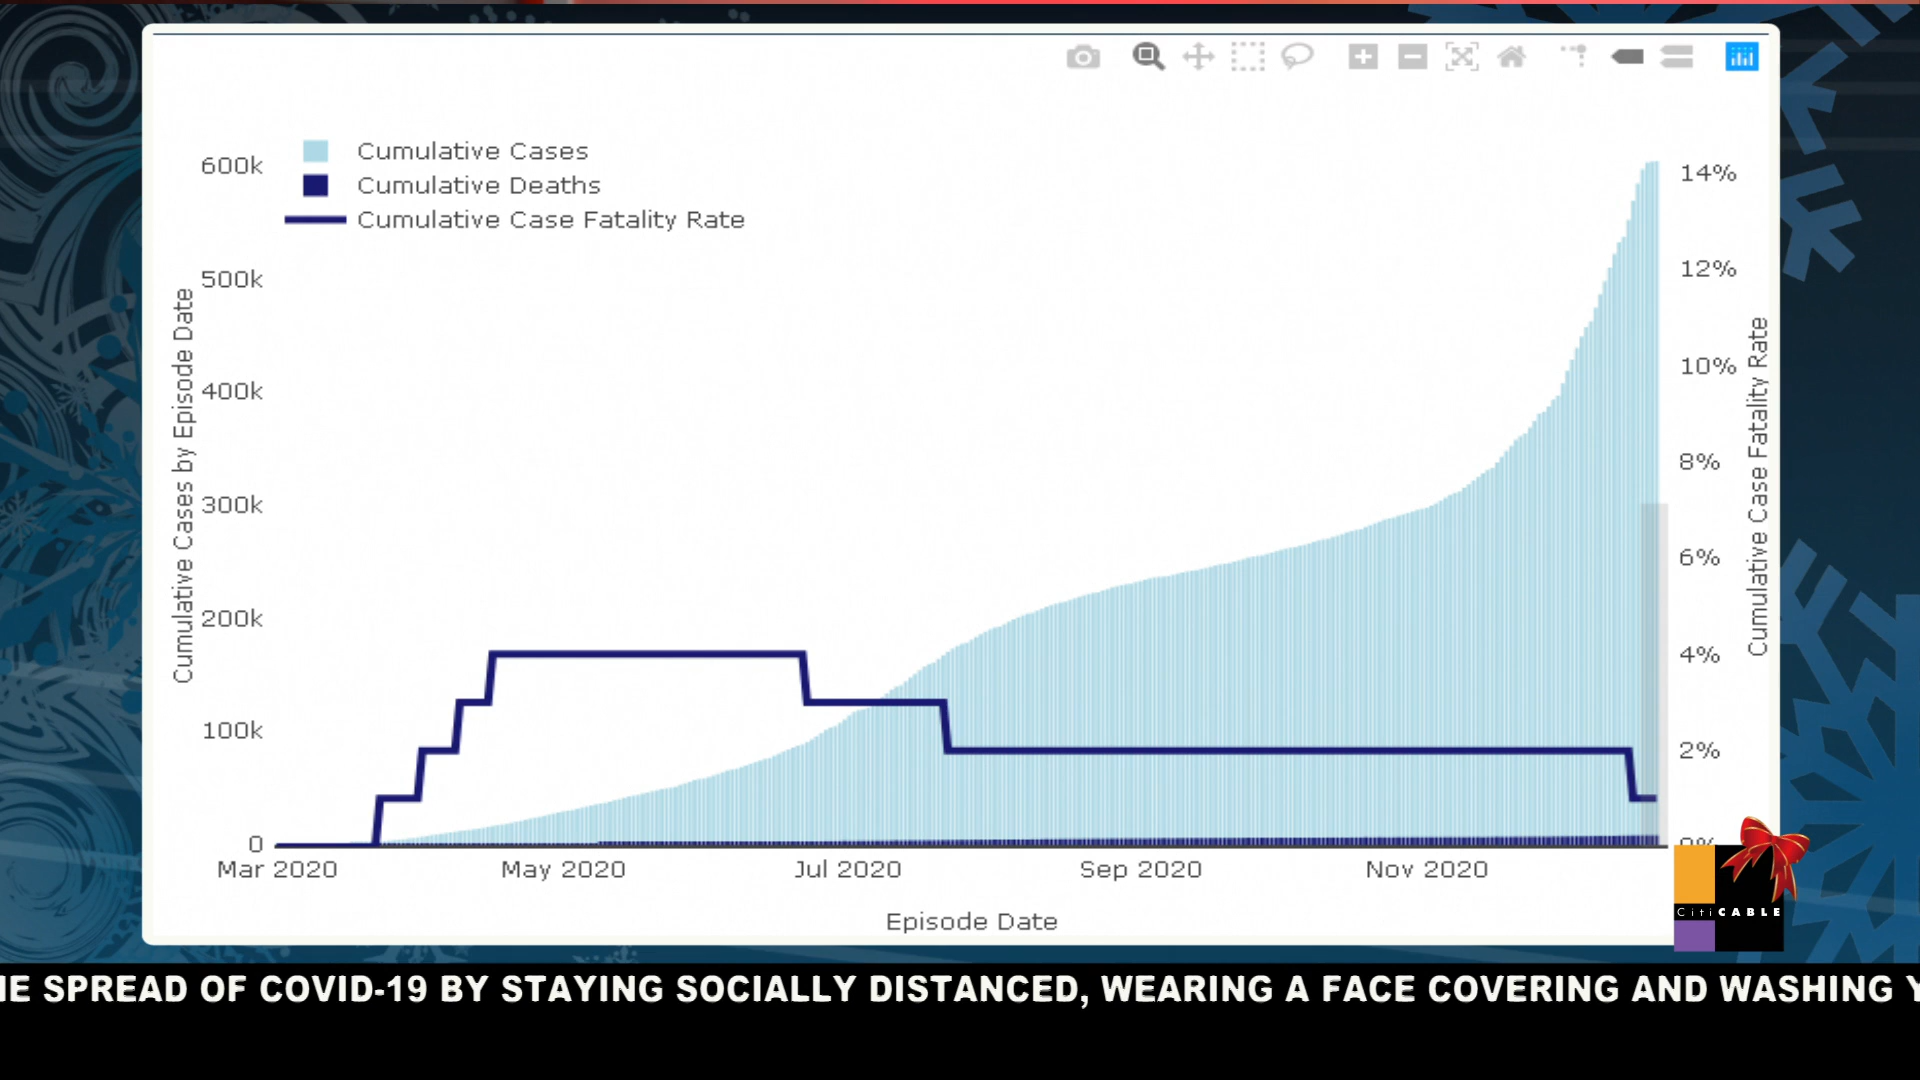 Cumulative Cases
Cumulative Deaths
Cumulative Case Fatality Rate
600k
500k
400k
300k
200k
100k
0
Cumulative Cases by Episode Date
14%
12%
10%
8%
6%
4%
2%
0%
Cumulative Case Fatality Rate
Mar 2020 May 2020 Jul 2020 Sep 2020 Nov 2020
Episode Date
CitiCABLE
SPREAD OF COVID-19 BY STAYING SOCIALLY DISTANCED, WEARING A FACE COVERING AND WASHING